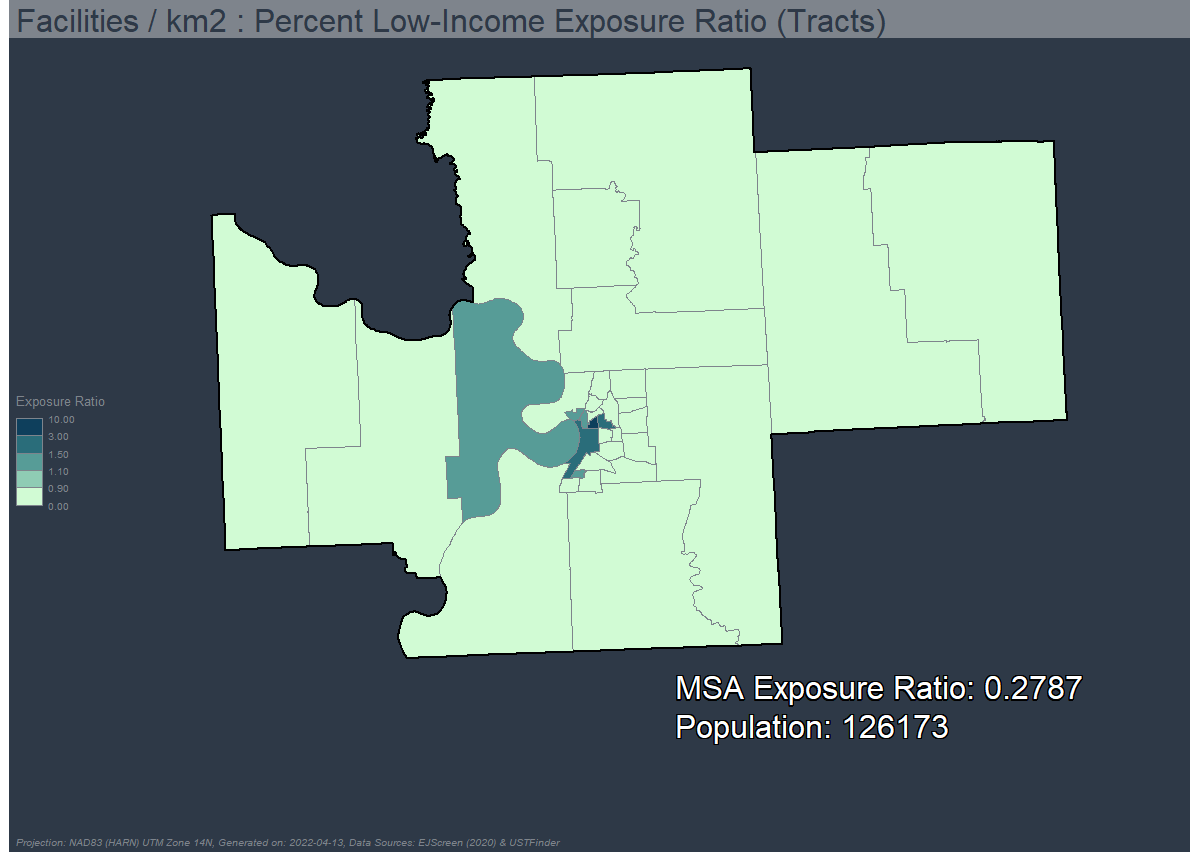 Facilities / km2 : Percent Low-Income Exposure Ratio (Tracts)
Exposure Ratio
10.00
3.00
1.50
1.10
0.90
0.00
MSA Exposure Ratio: 0.2787
Population: 126173
Projection: NAD83 (HARN) UTM Zone 14N, Generated on: 2022-04-13, Data Sources: EJScreen (2020) & USTFinder